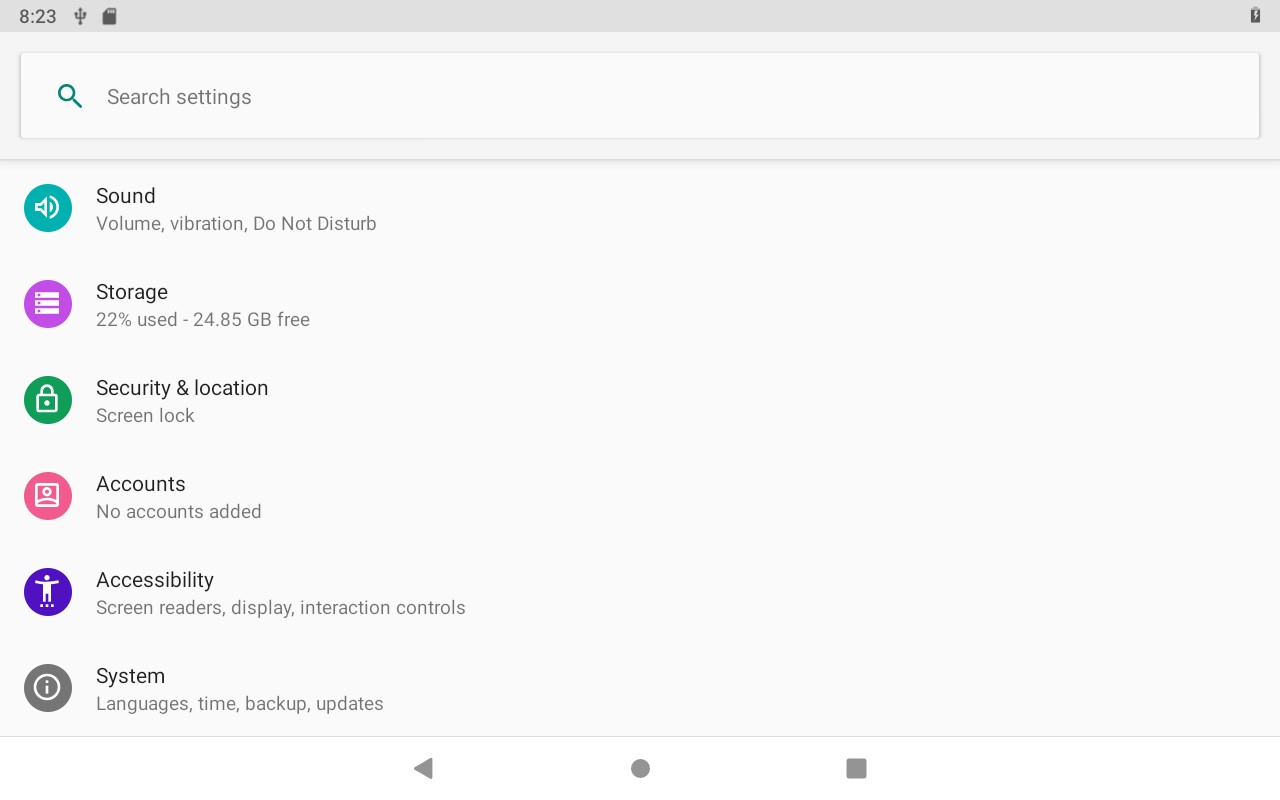 8:23
Search settings
Sound
Volume, vibration, Do Not Disturb
Storage
22% used - 24.85 GB free
Security & location
Screen lock
Accounts
No accounts added
Accessibility
Screen readers, display, interaction controls
System
Languages, time, backup, updates